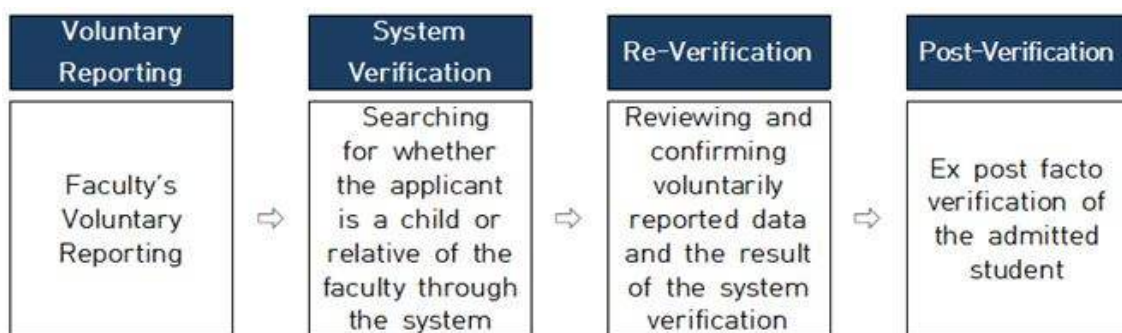 Voluntary
Reporting
System
Verification
Re-Verification
Post-Verification
Faculty's
Voluntary
Reporting
⇨
Searching
for whether
the applicant
is a child or
relative of the
faculty through
the system
⇨
Reviewing and
confirming
voluntarily
reported data
and the result
of the system
verification
⇨
Ex post facto
verification of
the admitted
student